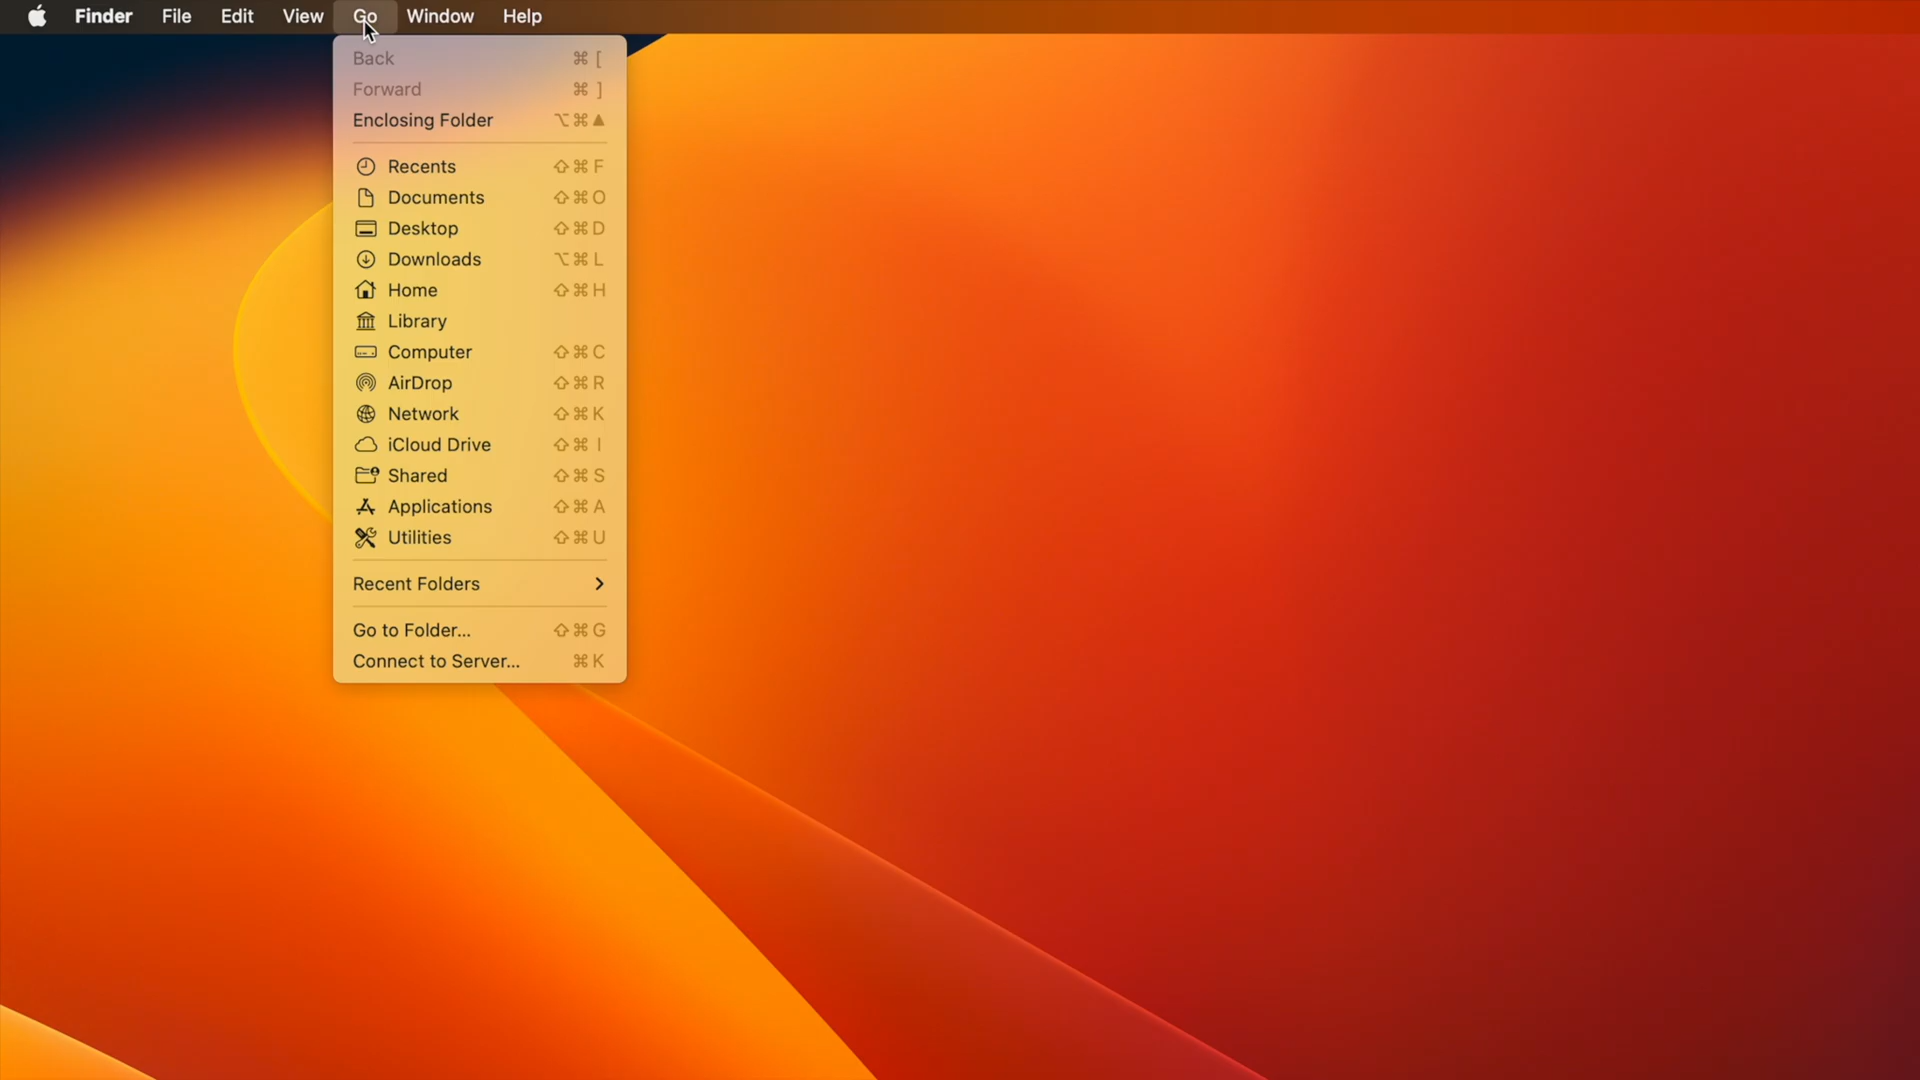 Finder File Edit View Go Window Help
Back ⌘ [
Forward ⌘ ]
Enclosing Folder ⌥⌘▲
Recents ⇧⌘F
Documents ⇧⌘O
Desktop ⇧⌘D
Downloads ⌥⌘L
Home ⇧⌘H
Library
Computer ⇧⌘C
AirDrop ⇧⌘R
Network ⇧⌘K
iCloud Drive ⇧⌘I
Shared ⇧⌘S
Applications ⇧⌘A
Utilities ⇧⌘U
Recent Folders >
Go to Folder... ⇧⌘G
Connect to Server... ⌘K